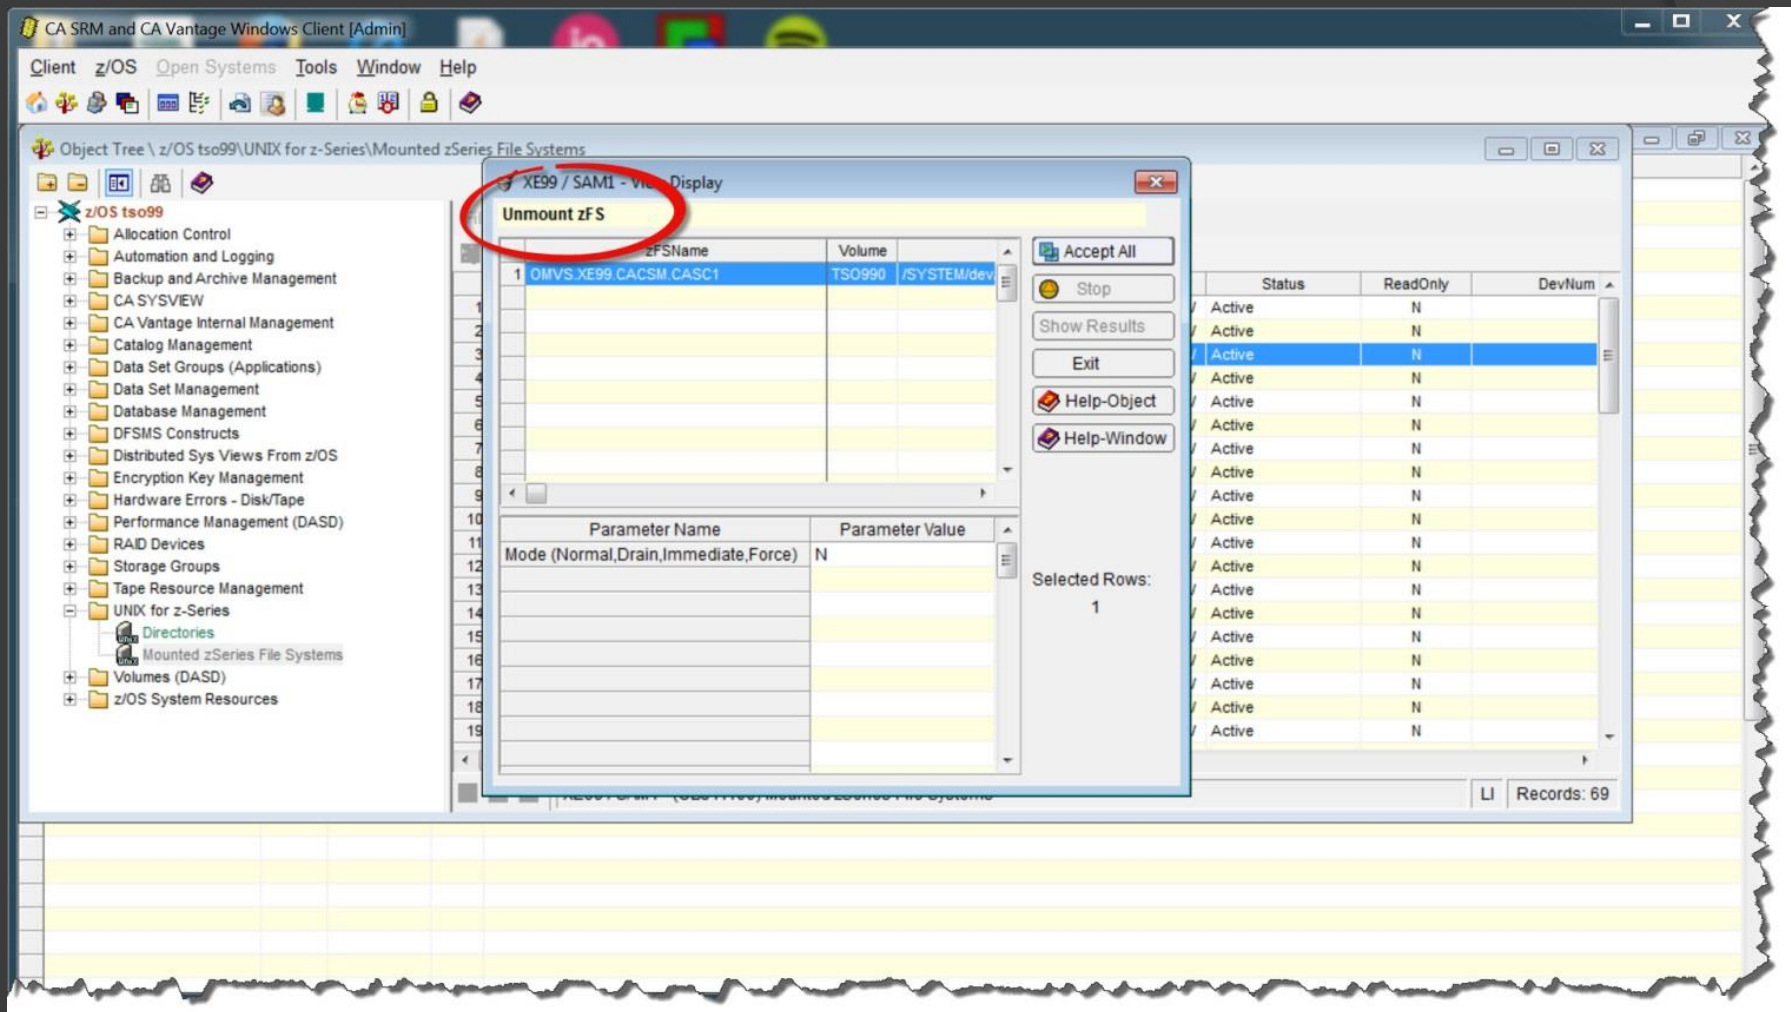 CA SRM and CA Vantage Windows Client [Admin]
Client z/OS Open Systems Tools Window Help
Object Tree \ z/OS tso99\UNIX for z-Series\Mounted zSeries File Systems
z/OS tso99
Allocation Control
Automation and Logging
Backup and Archive Management
CA SYSVIEW
CA Vantage Internal Management
Catalog Management
Data Set Groups (Applications)
Data Set Management
Database Management
DFSMS Constructs
Distributed Sys Views From z/OS
Encryption Key Management
Hardware Errors - Disk/Tape
Performance Management (DASD)
RAID Devices
Storage Groups
Tape Resource Management
UNIX for z-Series
Directories
Mounted zSeries File Systems
Volumes (DASD)
z/OS System Resources
XE99 / SAM1 - View Display
Unmount zFS
zFSName Volume
1 OMVS.XE99.CACSM.CASC1 TSO990 /SYSTEM/dev
Accept All
Stop
Show Results
Exit
Help-Object
Help-Window
Parameter Name Parameter Value
Mode (Normal,Drain,Immediate,Force) N
Selected Rows:
1
Status ReadOnly DevNum
1 Active N
2 Active N
3 Active N
4 Active N
5 Active N
6 Active N
7 Active N
8 Active N
9 Active N
10 Active N
11 Active N
12 Active N
13 Active N
14 Active N
15 Active N
16 Active N
17 Active N
18 Active N
19 Active N
LI Records: 69